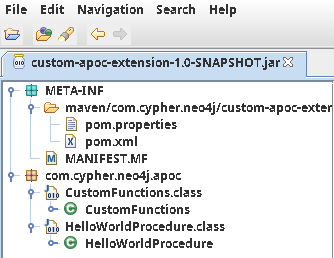 File Edit Navigation Search Help
custom-apoc-extension-1.0-SNAPSHOT.jar
META-INF
maven/com.cypher.neo4j/custom-apoc-exter
pom.properties
pom.xml
MANIFEST.MF
com.cypher.neo4j.apoc
CustomFunctions.class
CustomFunctions
HelloWorldProcedure.class
HelloWorldProcedure